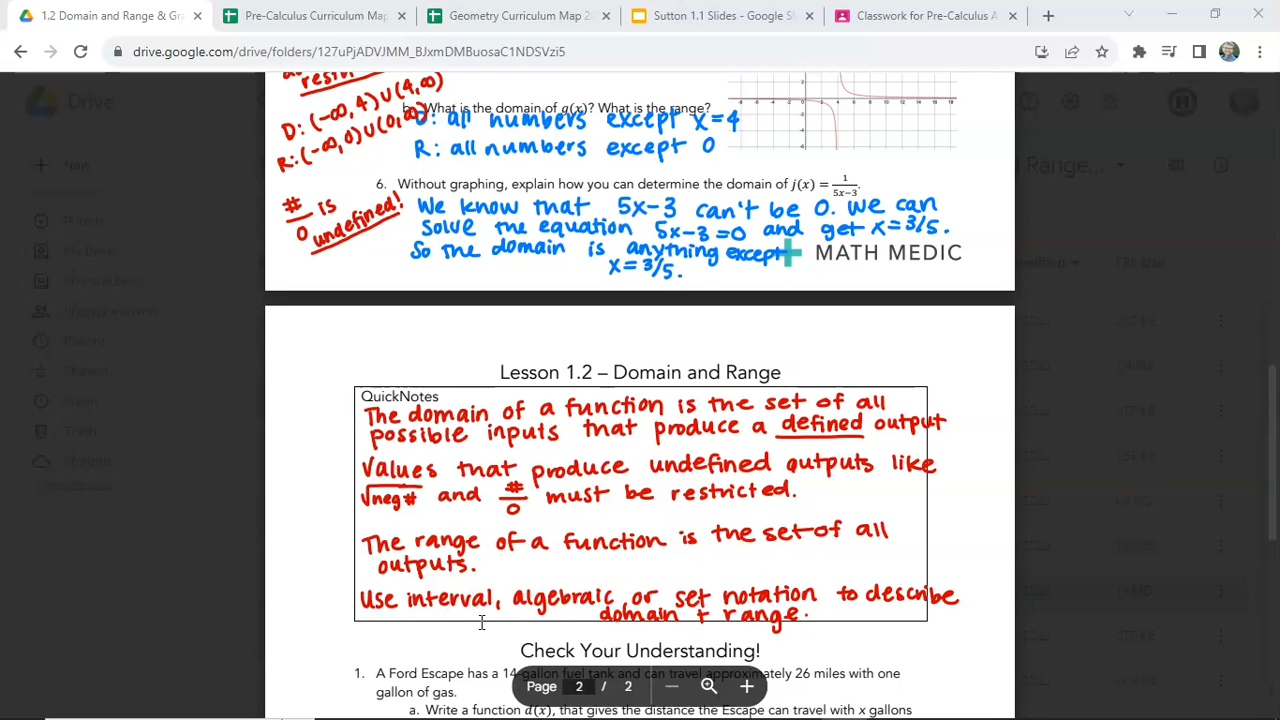 1.2 Domain and Range & Gra
Pre-Calculus Curriculum Map
Geometry Curriculum Map 2
Sutton 1.1 Slides - Google Sl
Classwork for Pre-Calculus A
drive.google.com/drive/folders/127uPjADVJMM_BJxmDMBuosaC1NDSVzi5
Drive
D: (-∞, 4) ∪ (4, ∞)
R: (-∞, 0) ∪ (0, ∞)
b. What is the domain of g(x)? What is the range?
D: all numbers except x=4
R: all numbers except 0
6. Without graphing, explain how you can determine the domain of j(x) = 1/(5x-3).
#/0 is undefined!
We know that 5x-3 can't be 0. We can
solve the equation 5x-3=0 and get x=3/5.
So the domain is anything except
x=3/5.
MATH MEDIC
Lesson 1.2 – Domain and Range
QuickNotes
The domain of a function is the set of all
possible inputs that produce a defined output
Values that produce undefined outputs like
√neg# and #/0 must be restricted.
The range of a function is the set of all
outputs.
Use interval, algebraic or set notation to describe
domain + range.
Check Your Understanding!
1. A Ford Escape has a 14-gallon fuel tank and can travel approximately 26 miles with one
gallon of gas.
Page 2 / 2
a. Write a function d(x), that gives the distance the Escape can travel with x gallons